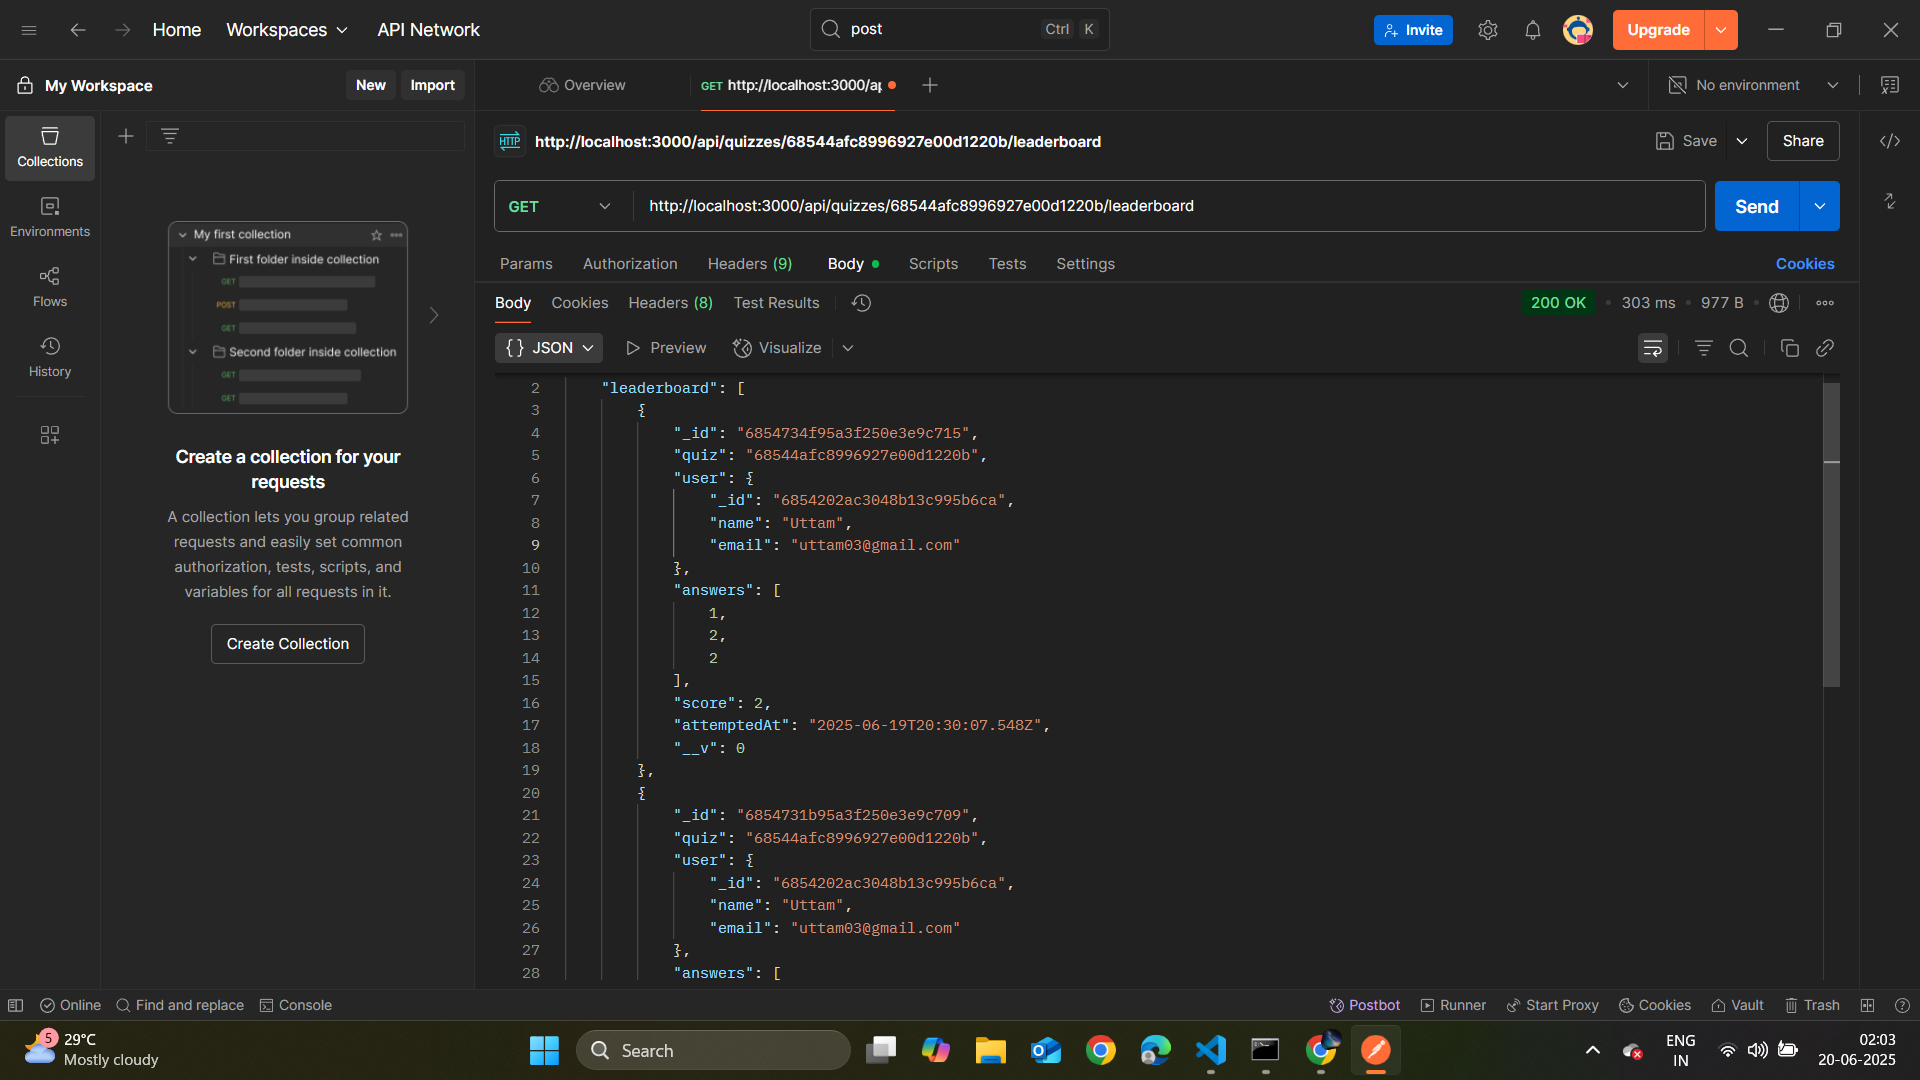 Home
Workspaces
API Network
post
Ctrl
K
Invite
Upgrade
My Workspace
New
Import
Overview
GET http://localhost:3000/ap
No environment
Collections
Environments
Flows
History
My first collection
First folder inside collection
GET
POST
GET
Second folder inside collection
GET
GET
Create a collection for your
requests
A collection lets you group related
requests and easily set common
authorization, tests, scripts, and
variables for all requests in it.
Create Collection
HTTP
http://localhost:3000/api/quizzes/68544afc8996927e00d1220b/leaderboard
Save
Share
GET
http://localhost:3000/api/quizzes/68544afc8996927e00d1220b/leaderboard
Send
Params
Authorization
Headers (9)
Body
Scripts
Tests
Settings
Cookies
Body
Cookies
Headers (8)
Test Results
200 OK
303 ms
977 B
{} JSON
Preview
Visualize
2 "leaderboard": [
3 {
4 "_id": "6854734f95a3f250e3e9c715",
5 "quiz": "68544afc8996927e00d1220b",
6 "user": {
7 "_id": "6854202ac3048b13c995b6ca",
8 "name": "Uttam",
9 "email": "uttam03@gmail.com"
10 },
11 "answers": [
12 1,
13 2,
14 2
15 ],
16 "score": 2,
17 "attemptedAt": "2025-06-19T20:30:07.548Z",
18 "__v": 0
19 },
20 {
21 "_id": "6854731b95a3f250e3e9c709",
22 "quiz": "68544afc8996927e00d1220b",
23 "user": {
24 "_id": "6854202ac3048b13c995b6ca",
25 "name": "Uttam",
26 "email": "uttam03@gmail.com"
27 },
28 "answers": [
Online
Find and replace
Console
Postbot
Runner
Start Proxy
Cookies
Vault
Trash
5
29°C
Mostly cloudy
Search
ENG
IN
02:03
20-06-2025